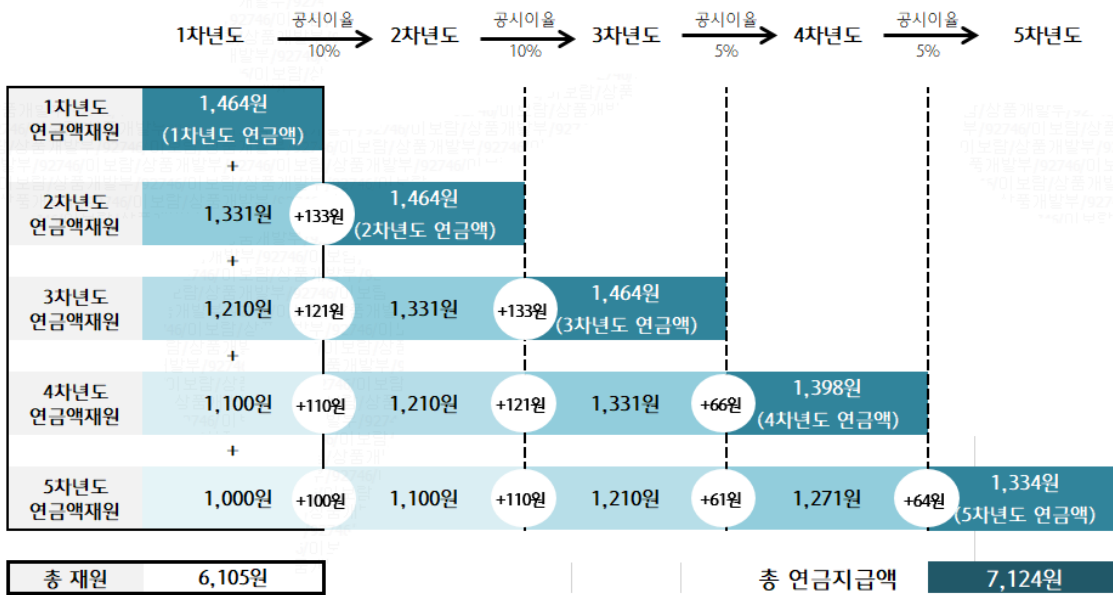 공시이율 공시이율 공시이율 공시이율
1차년도 2차년도 3차년도 4차년도 5차년도
10% 10% 5% 5%
1차년도
연금액재원
1,464원
(1차년도 연금액)
+
2차년도
연금액재원
1,331원 +133원
1,464원
(2차년도 연금액)
+
3차년도
연금액재원
1,210원 +121원 1,331원 +133원
1,464원
(3차년도 연금액)
+
4차년도
연금액재원
1,100원 +110원 1,210원 +121원 1,331원 +66원
1,398원
(4차년도 연금액)
+
5차년도
연금액재원
1,000원 +100원 1,100원 +110원 1,210원 +61원 1,271원 +64원
1,334원
(5차년도 연금액)
총 재원 6,105원 총 연금지급액 7,124원